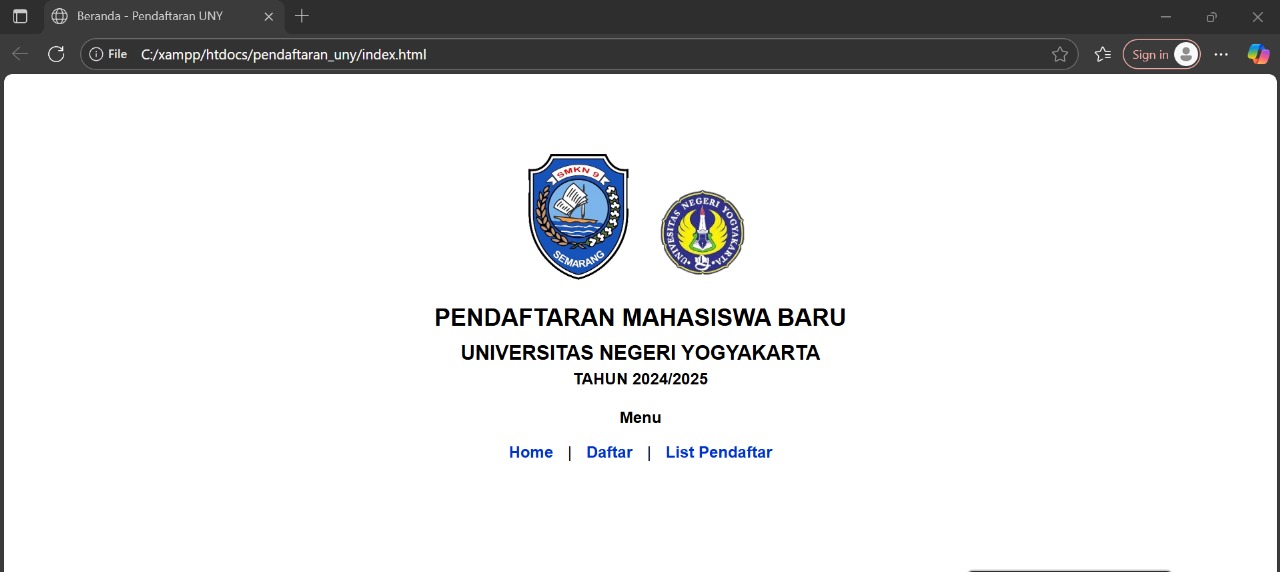 Beranda - Pendaftaran UNY
File C:/xampp/htdocs/pendaftaran_uny/index.html
Sign in
SMKN 9
SEMARANG
UNIVERSITAS NEGERI YOGYAKARTA
PENDAFTARAN MAHASISWA BARU
UNIVERSITAS NEGERI YOGYAKARTA
TAHUN 2024/2025
Menu
Home | Daftar | List Pendaftar